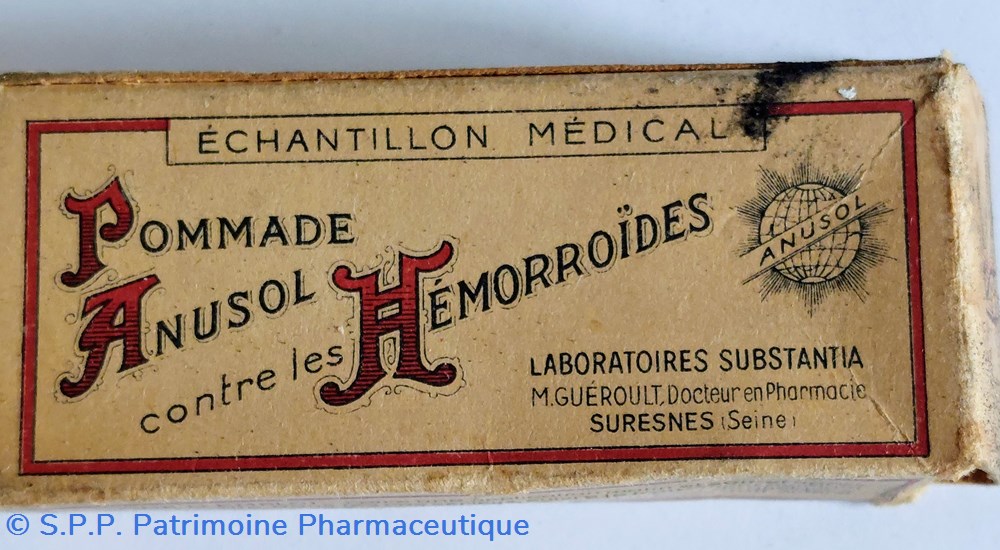 ÉCHANTILLON MÉDICAL
POMMADE
ANUSOL
contre les HÉMORROÏDES
ANUSOL
LABORATOIRES SUBSTANTIA
M. GUÉROULT, Docteur en Pharmacie
SURESNES (Seine)
© S.P.P. Patrimoine Pharmaceutique